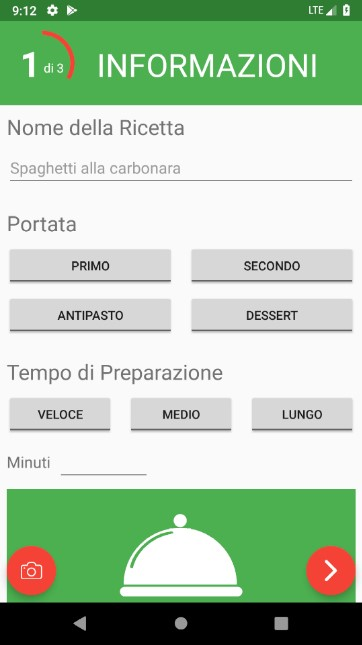 9:12 LTE
1 di 3 INFORMAZIONI
Nome della Ricetta
Spaghetti alla carbonara
Portata
PRIMO SECONDO
ANTIPASTO DESSERT
Tempo di Preparazione
VELOCE MEDIO LUNGO
Minuti